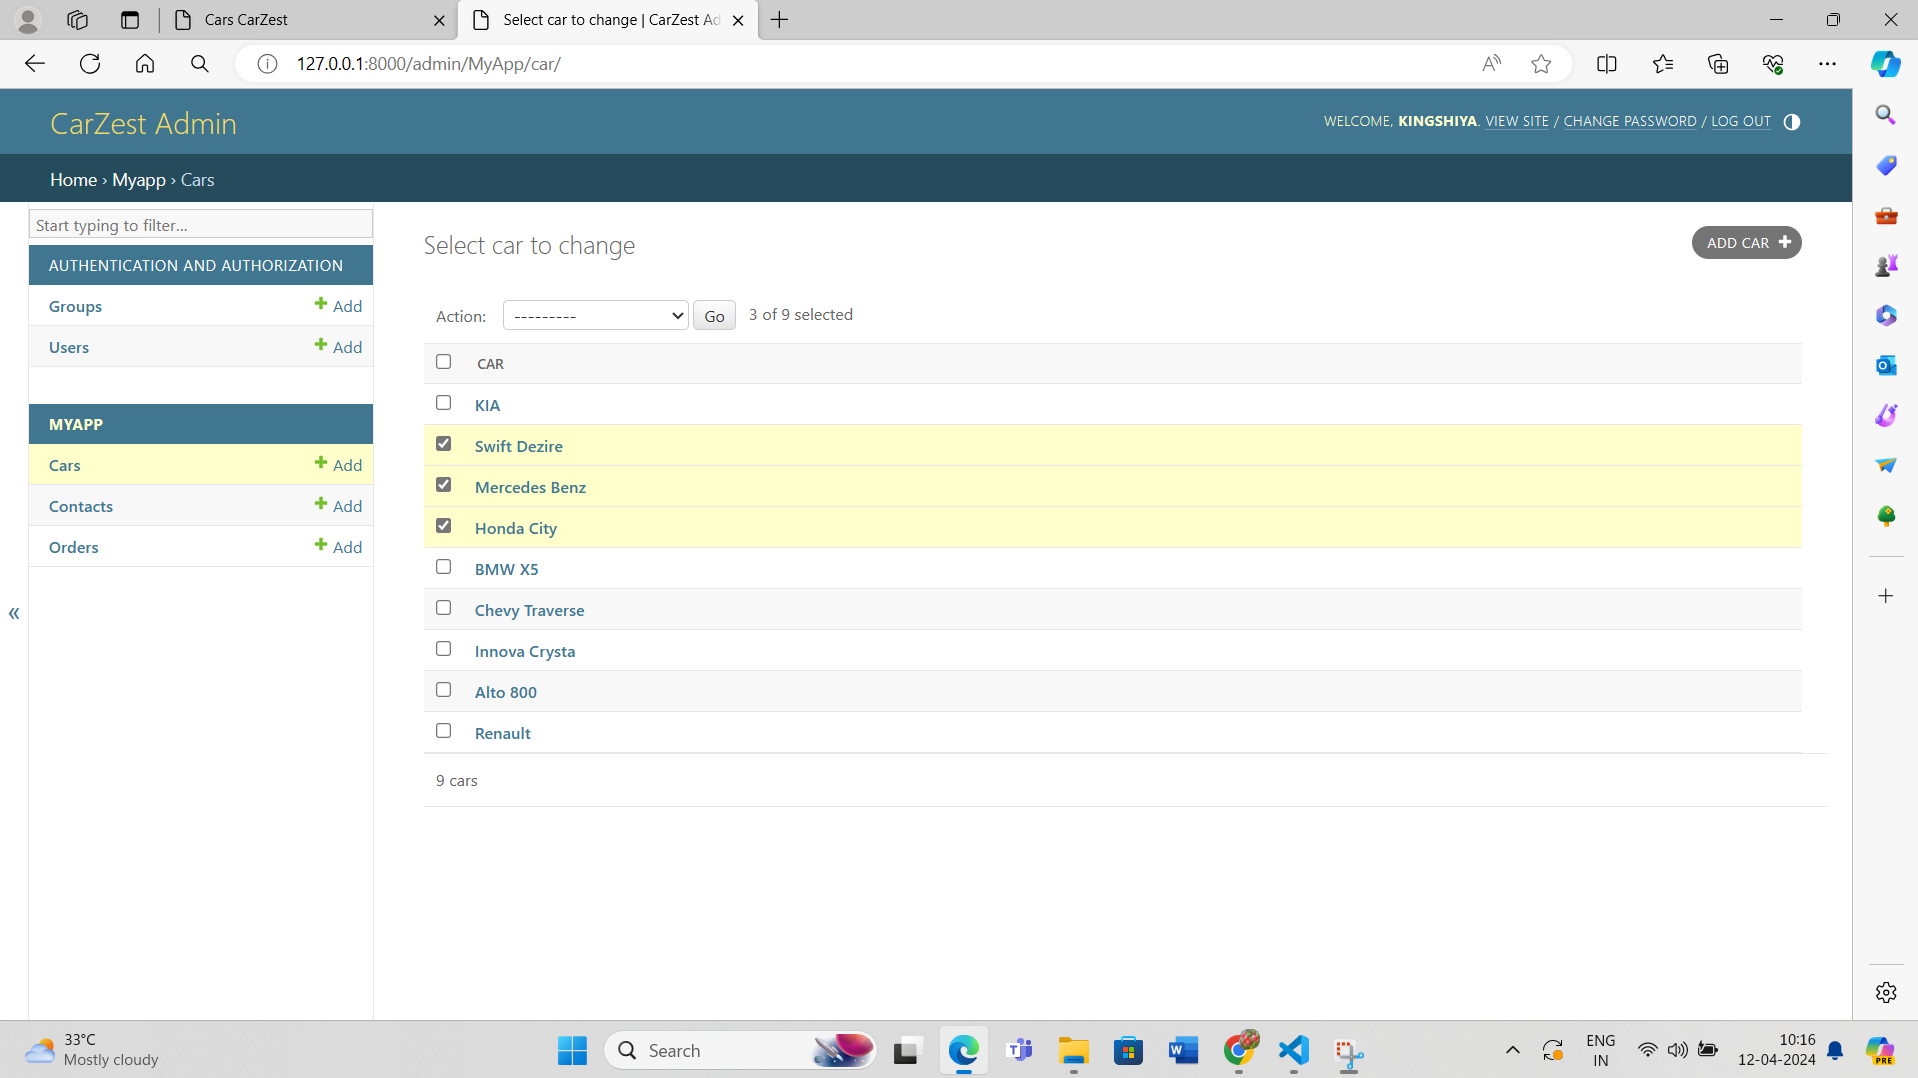 Cars CarZest
Select car to change | CarZest Ad
127.0.0.1:8000/admin/MyApp/car/
CarZest Admin
WELCOME, KINGSHIYA. VIEW SITE / CHANGE PASSWORD / LOG OUT
Home › Myapp › Cars
Start typing to filter...
AUTHENTICATION AND AUTHORIZATION
Groups Add
Users Add
MYAPP
Cars Add
Contacts Add
Orders Add
«
Select car to change
ADD CAR
Action: --------- Go 3 of 9 selected
CAR
KIA
Swift Dezire
Mercedes Benz
Honda City
BMW X5
Chevy Traverse
Innova Crysta
Alto 800
Renault
9 cars
33°C
Mostly cloudy
Search
ENG
IN
10:16
12-04-2024
PRE